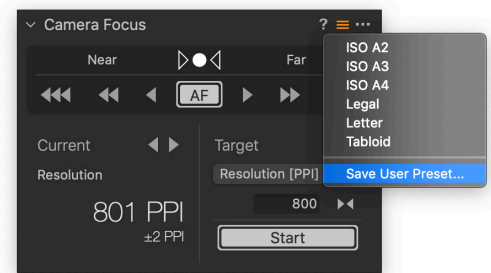 Camera Focus ? ...
Near Far
AF
Current Target
Resolution Resolution [PPI]
801 PPI 800
±2 PPI Start
ISO A2
ISO A3
ISO A4
Legal
Letter
Tabloid
Save User Preset...